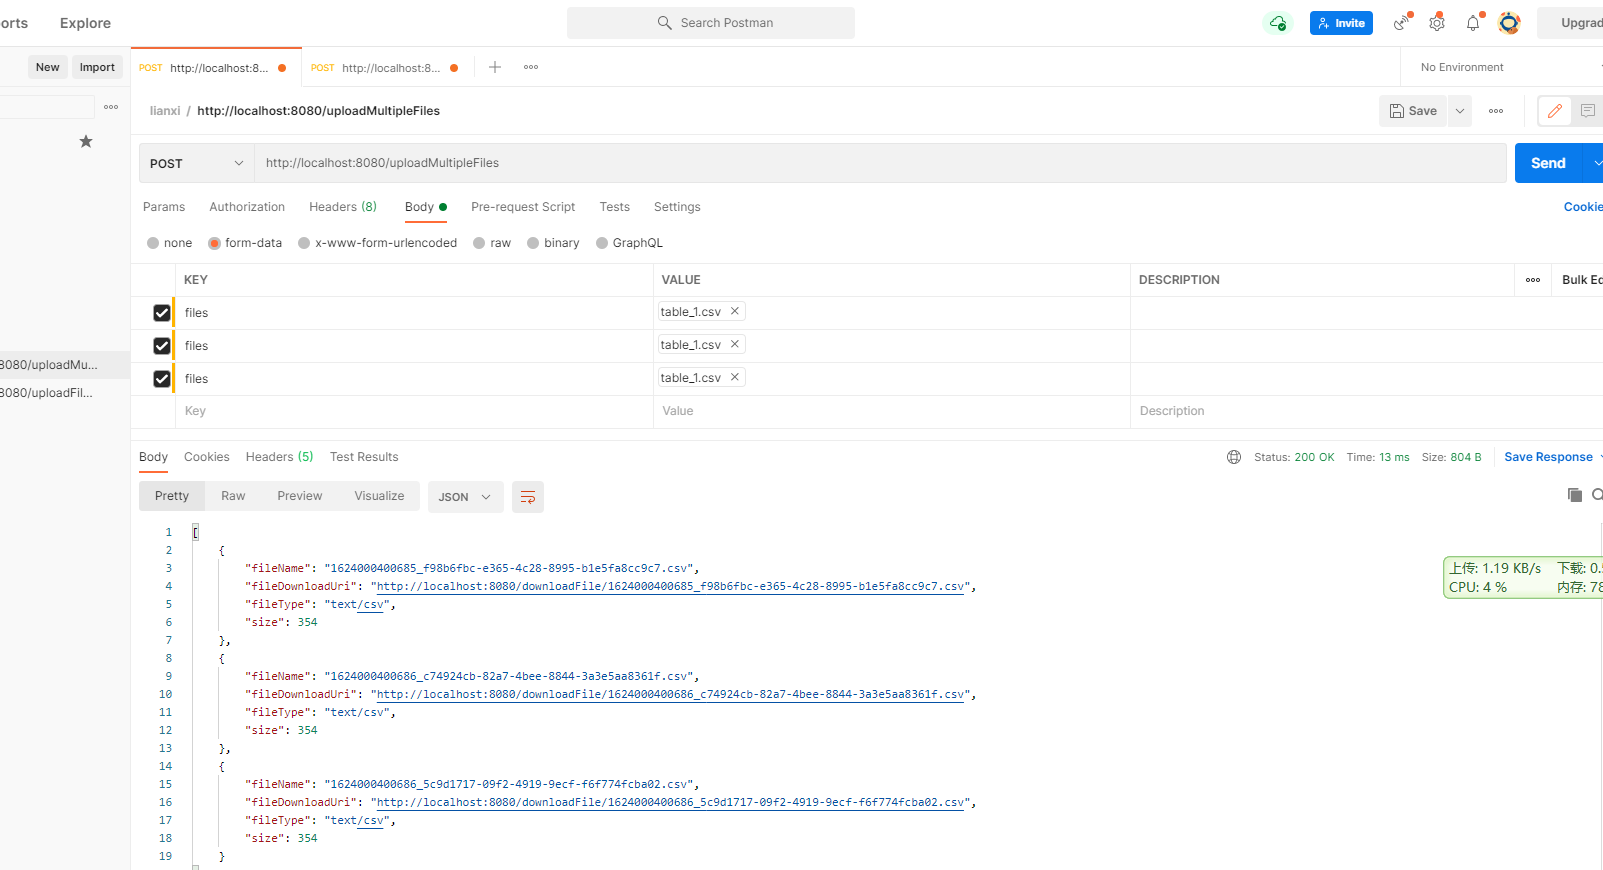 orts Explore Search Postman Invite Upgrad
New Import POST http://localhost:8... POST http://localhost:8... No Environment
lianxi / http://localhost:8080/uploadMultipleFiles Save
POST http://localhost:8080/uploadMultipleFiles Send
Params Authorization Headers (8) Body Pre-request Script Tests Settings Cookie
none form-data x-www-form-urlencoded raw binary GraphQL
KEY VALUE DESCRIPTION Bulk Ed
files table_1.csv
files table_1.csv
8080/uploadMu...
files table_1.csv
8080/uploadFil...
Key Value Description
Body Cookies Headers (5) Test Results Status: 200 OK Time: 13 ms Size: 804 B Save Response
Pretty Raw Preview Visualize JSON
1 [
2 {
3 "fileName": "1624000400685_f98b6fbc-e365-4c28-8995-b1e5fa8cc9c7.csv",
4 "fileDownloadUri": "http://localhost:8080/downloadFile/1624000400685_f98b6fbc-e365-4c28-8995-b1e5fa8cc9c7.csv",
5 "fileType": "text/csv",
6 "size": 354
7 },
8 {
9 "fileName": "1624000400686_c74924cb-82a7-4bee-8844-3a3e5aa8361f.csv",
10 "fileDownloadUri": "http://localhost:8080/downloadFile/1624000400686_c74924cb-82a7-4bee-8844-3a3e5aa8361f.csv",
11 "fileType": "text/csv",
12 "size": 354
13 },
14 {
15 "fileName": "1624000400686_5c9d1717-09f2-4919-9ecf-f6f774fcba02.csv",
16 "fileDownloadUri": "http://localhost:8080/downloadFile/1624000400686_5c9d1717-09f2-4919-9ecf-f6f774fcba02.csv",
17 "fileType": "text/csv",
18 "size": 354
19 }
上传: 1.19 KB/s 下载: 0.5
CPU: 4 % 内存: 78